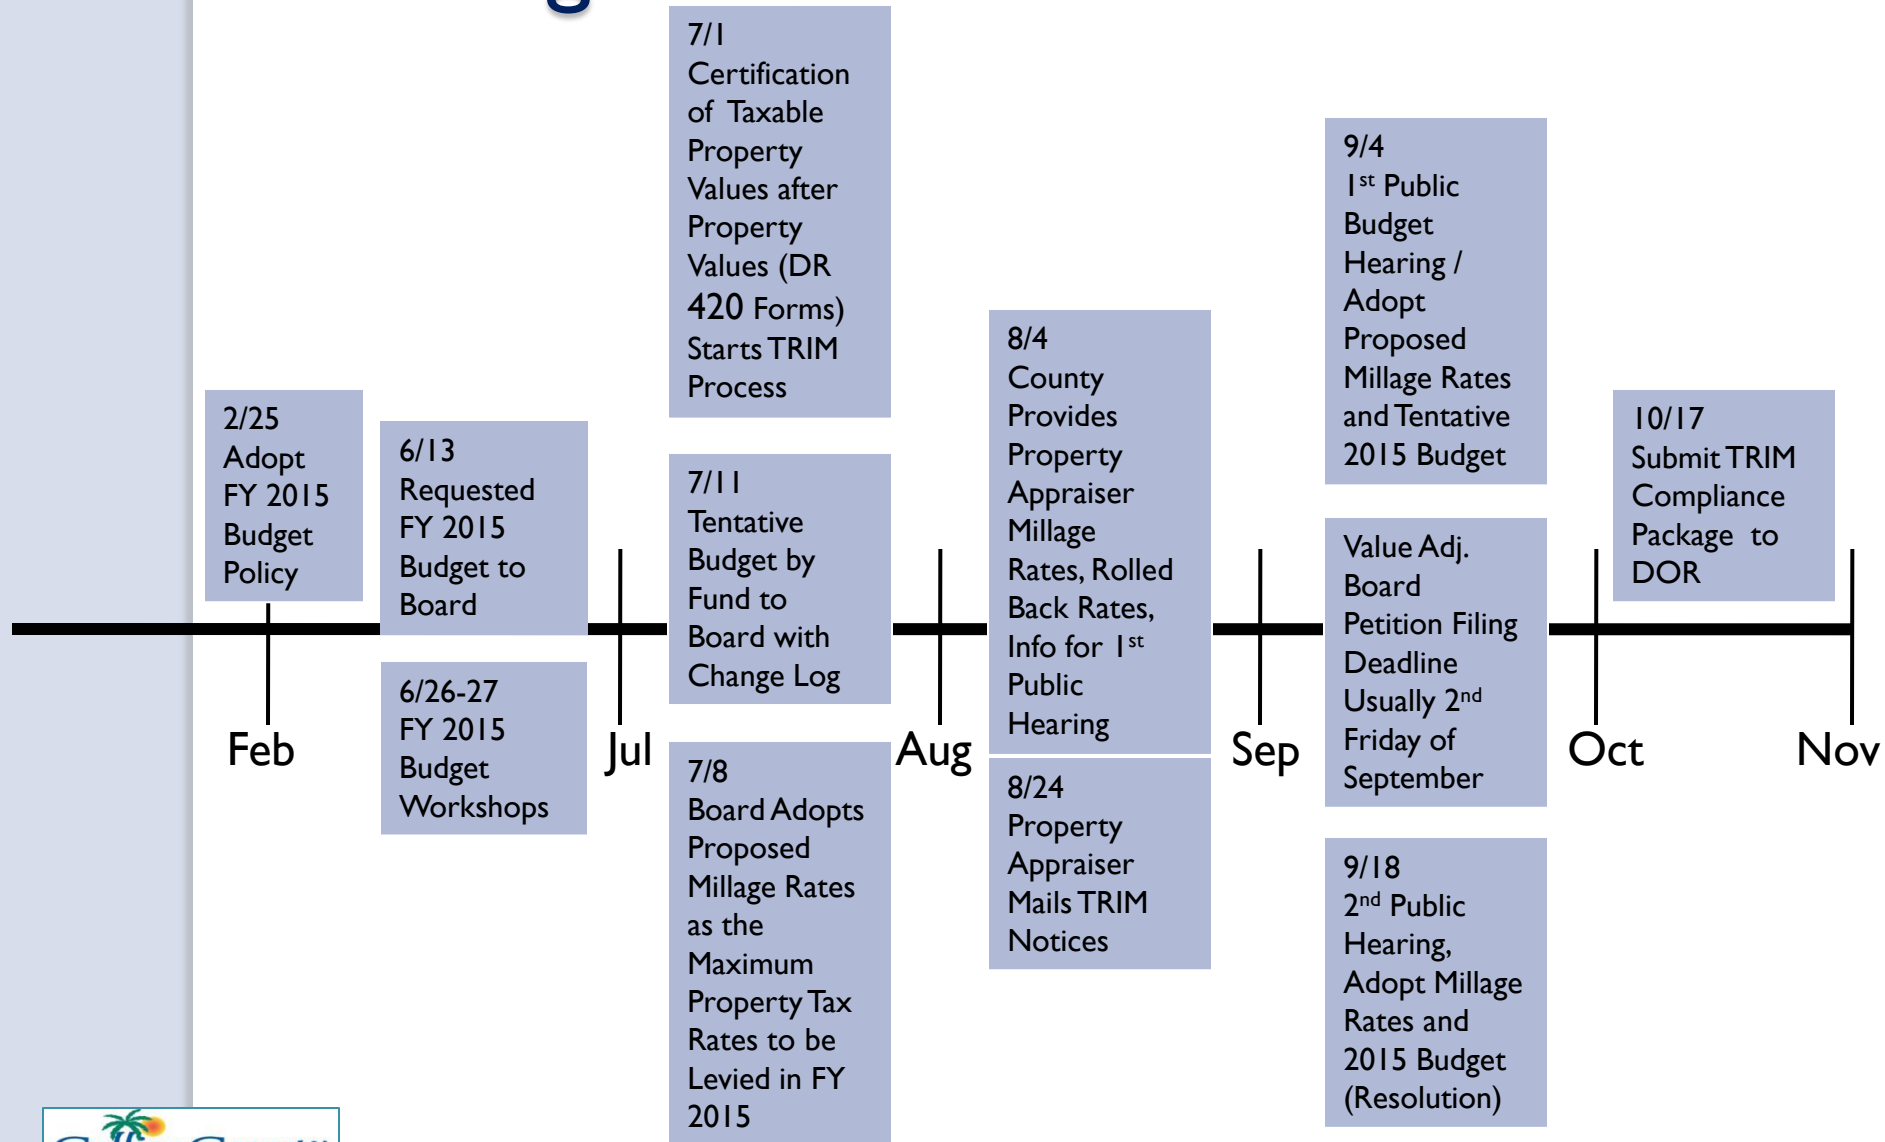 7/1
Certification
of Taxable
Property
Values after
Property
Values (DR
420 Forms)
Starts TRIM
Process
2/25
Adopt
FY 2015
Budget
Policy
6/13
Requested
FY 2015
Budget to
Board
6/26-27
FY 2015
Budget
Workshops
7/11
Tentative
Budget by
Fund to
Board with
Change Log
7/8
Board Adopts
Proposed
Millage Rates
as the
Maximum
Property Tax
Rates to be
Levied in FY
2015
8/4
County
Provides
Property
Appraiser
Millage
Rates, Rolled
Back Rates,
Info for 1st
Public
Hearing
8/24
Property
Appraiser
Mails TRIM
Notices
9/4
1st Public
Budget
Hearing /
Adopt
Proposed
Millage Rates
and Tentative
2015 Budget
Value Adj.
Board
Petition Filing
Deadline
Usually 2nd
Friday of
September
9/18
2nd Public
Hearing,
Adopt Millage
Rates and
2015 Budget
(Resolution)
10/17
Submit TRIM
Compliance
Package to
DOR
Feb
Jul
Aug
Sep
Oct
Nov